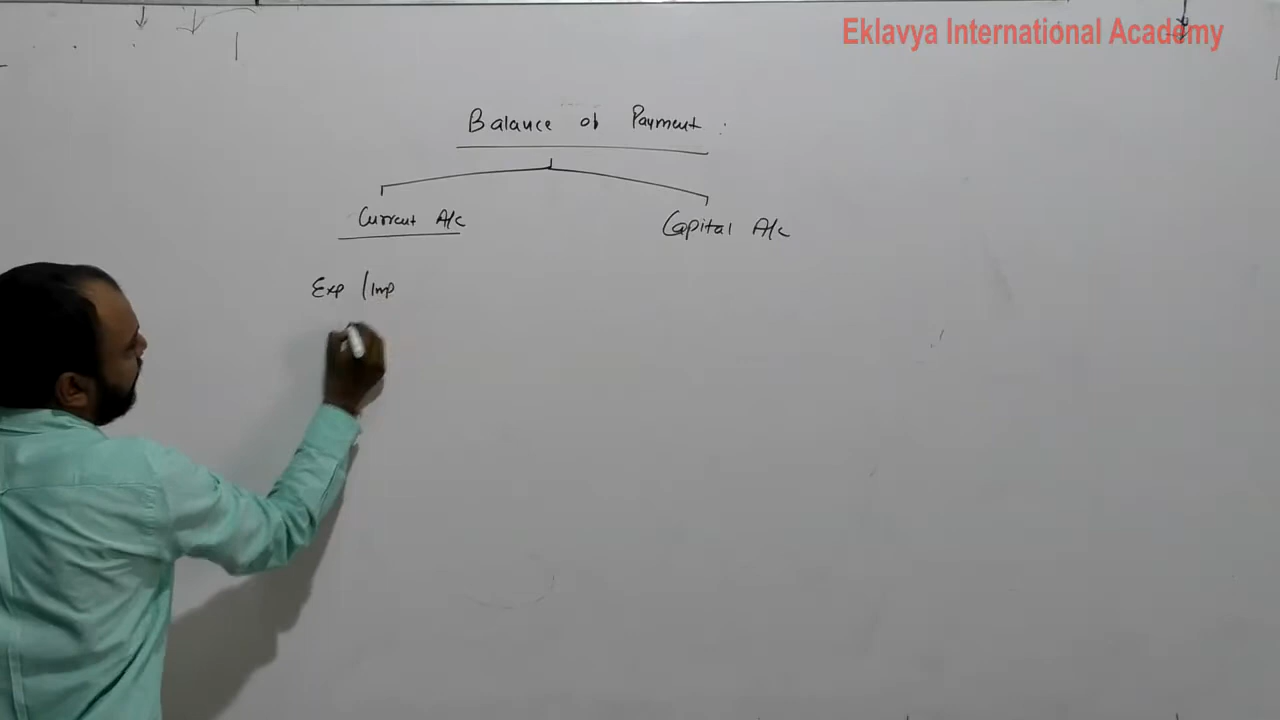 Eklavya International Academy
Balance of Payment :
Current A/c Capital A/c
Exp / Imp